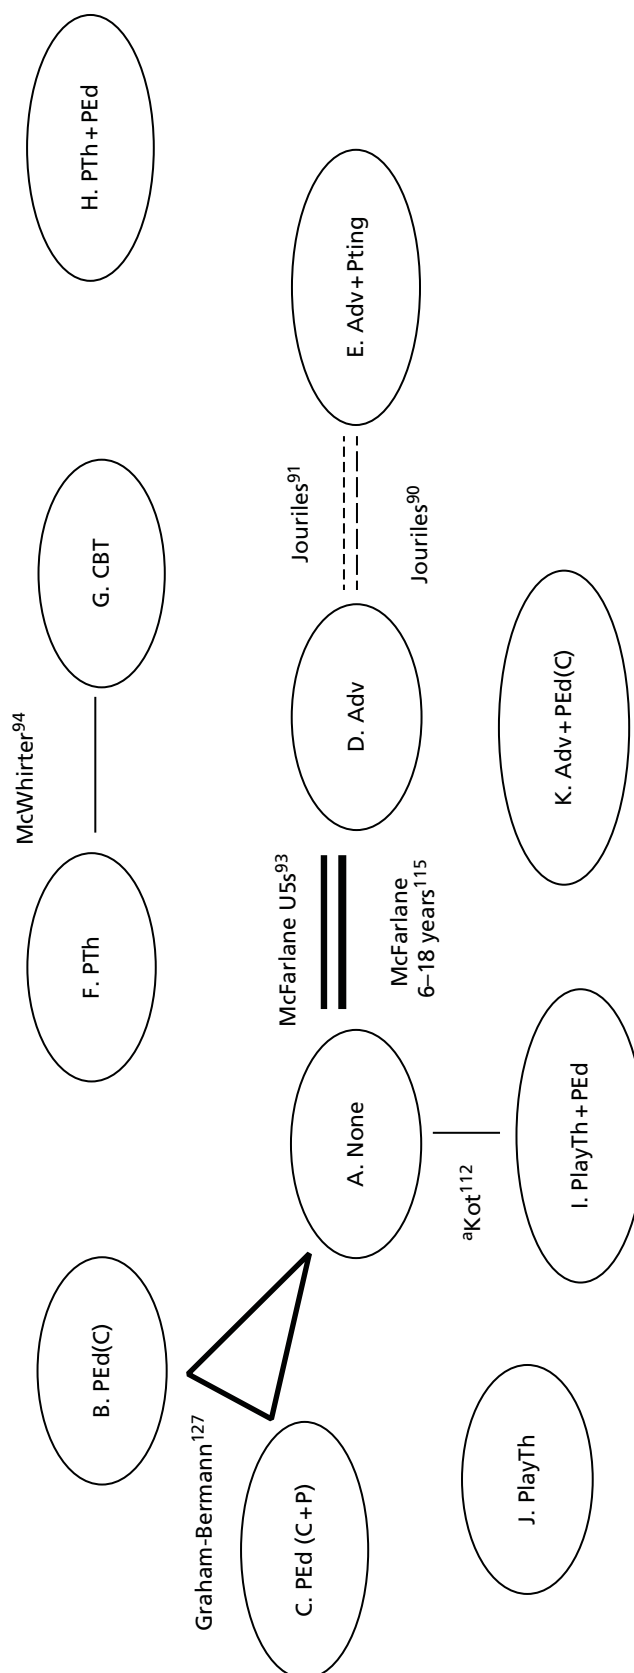 McWhirter⁹⁴
B. PEd(C)
F. PTh
G. CBT
H. PTh + PEd
Graham-Bermann¹²⁷
McFarlane U5s⁹³
Jouriles⁹¹
C. PEd (C + P)
A. None
D. Adv
E. Adv + Pting
McFarlane
6–18 years¹¹⁵
Jouriles⁹⁰
ᵃKot¹¹²
J. PlayTh
I. PlayTh + PEd
K. Adv + PEd(C)